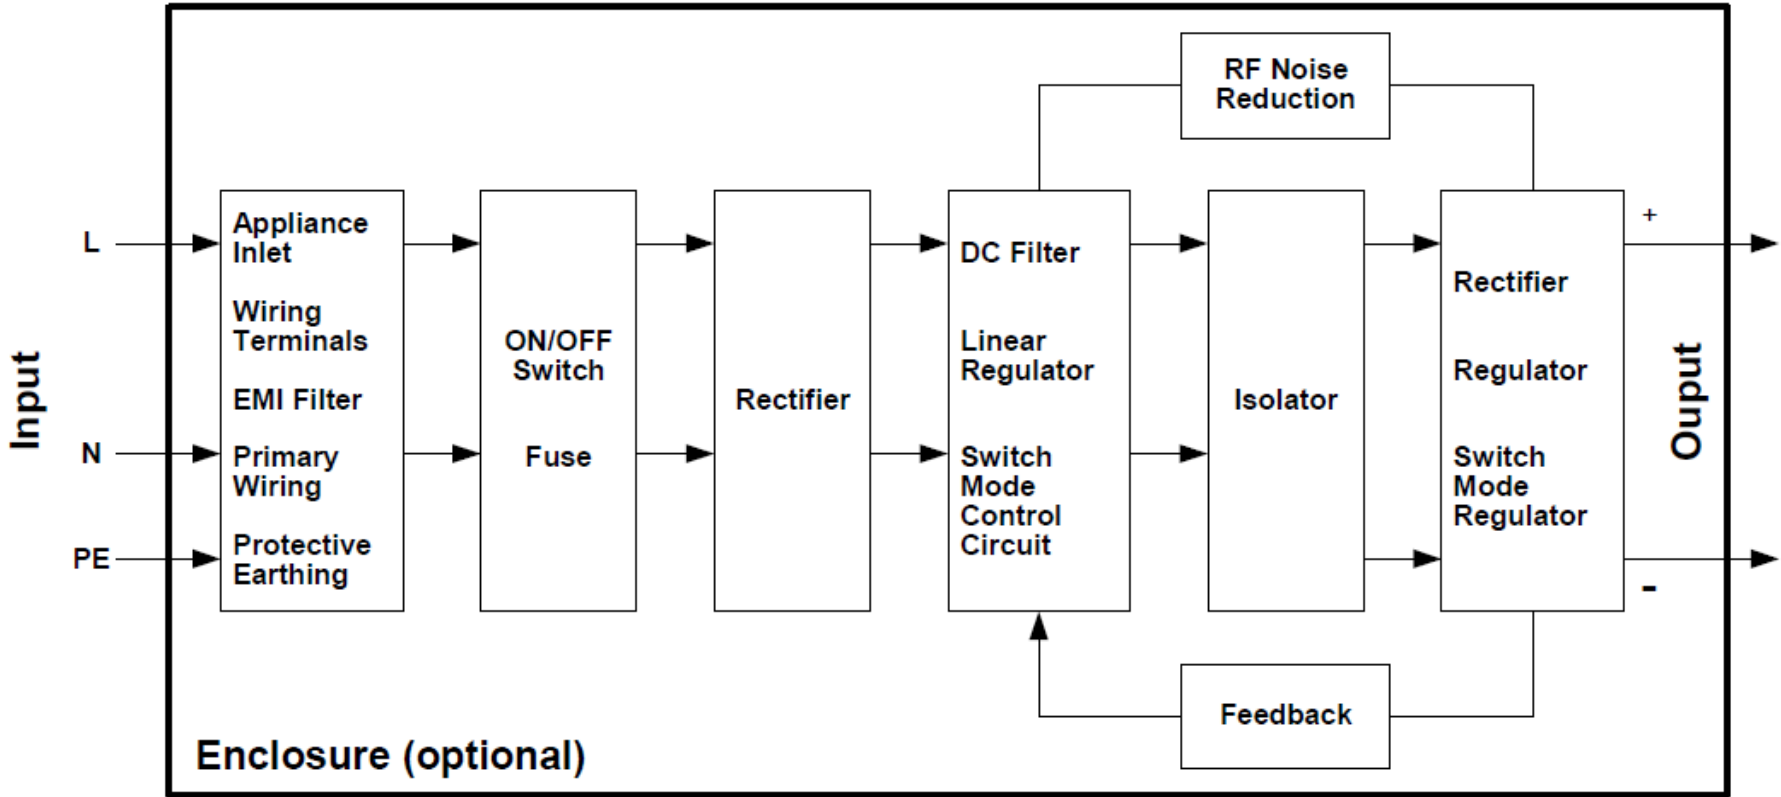 RF Noise
Reduction
Input
L
N
PE
Appliance
Inlet
Wiring
Terminals
EMI Filter
Primary
Wiring
Protective
Earthing
ON/OFF
Switch
Fuse
Rectifier
DC Filter
Linear
Regulator
Switch
Mode
Control
Circuit
Isolator
Rectifier
Regulator
Switch
Mode
Regulator
+
-
Ouput
Feedback
Enclosure (optional)